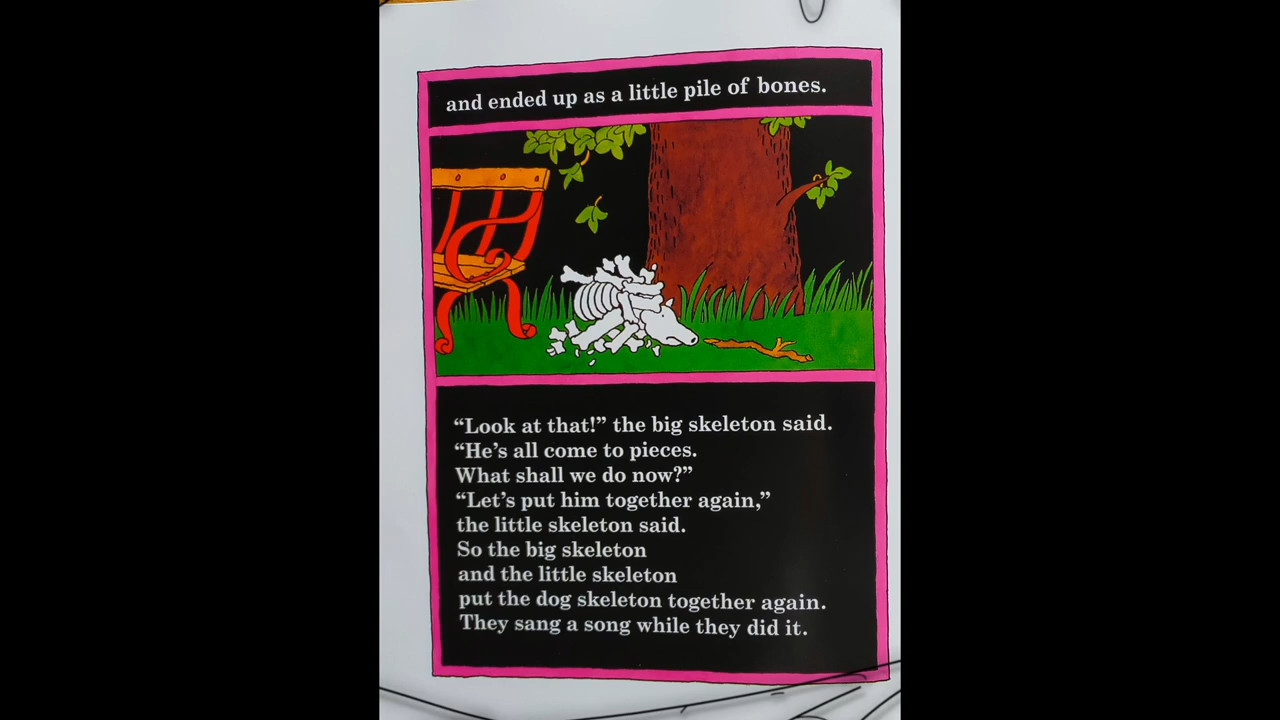 and ended up as a little pile of bones.
“Look at that!” the big skeleton said.
“He’s all come to pieces.
What shall we do now?”
“Let’s put him together again,”
the little skeleton said.
So the big skeleton
and the little skeleton
put the dog skeleton together again.
They sang a song while they did it.